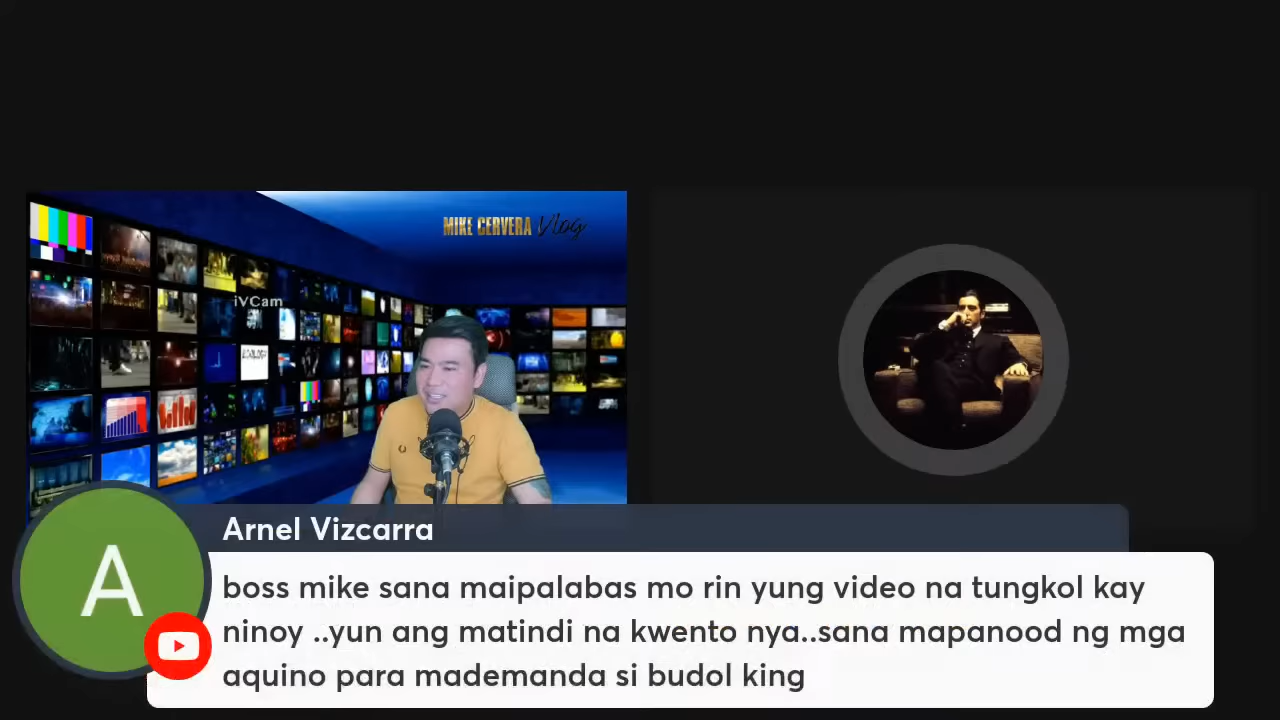 MIKE CERVERA Vlog
iVCam
Arnel Vizcarra
A
boss mike sana maipalabas mo rin yung video na tungkol kay
ninoy ..yun ang matindi na kwento nya..sana mapanood ng mga
aquino para mademanda si budol king